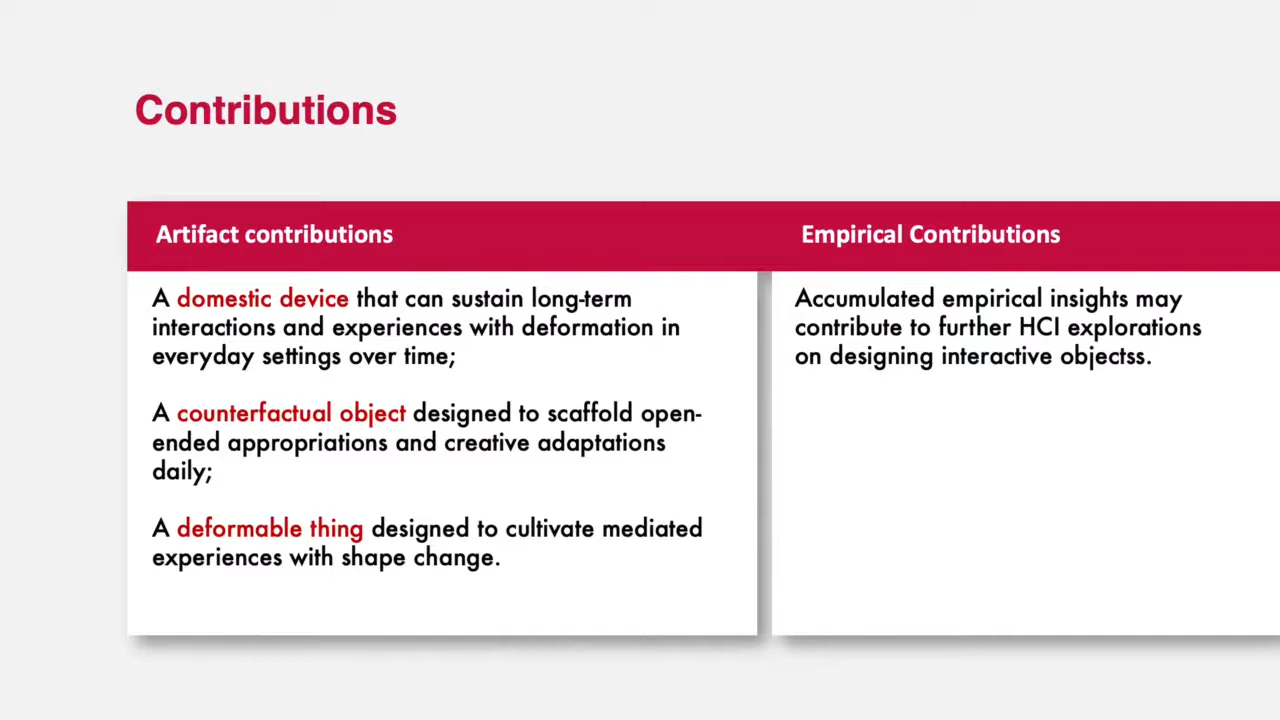 Contributions
Artifact contributions
A domestic device that can sustain long-term
interactions and experiences with deformation in
everyday settings over time;
A counterfactual object designed to scaffold open-
ended appropriations and creative adaptations
daily;
A deformable thing designed to cultivate mediated
experiences with shape change.
Empirical Contributions
Accumulated empirical insights may
contribute to further HCI explorations
on designing interactive objectss.